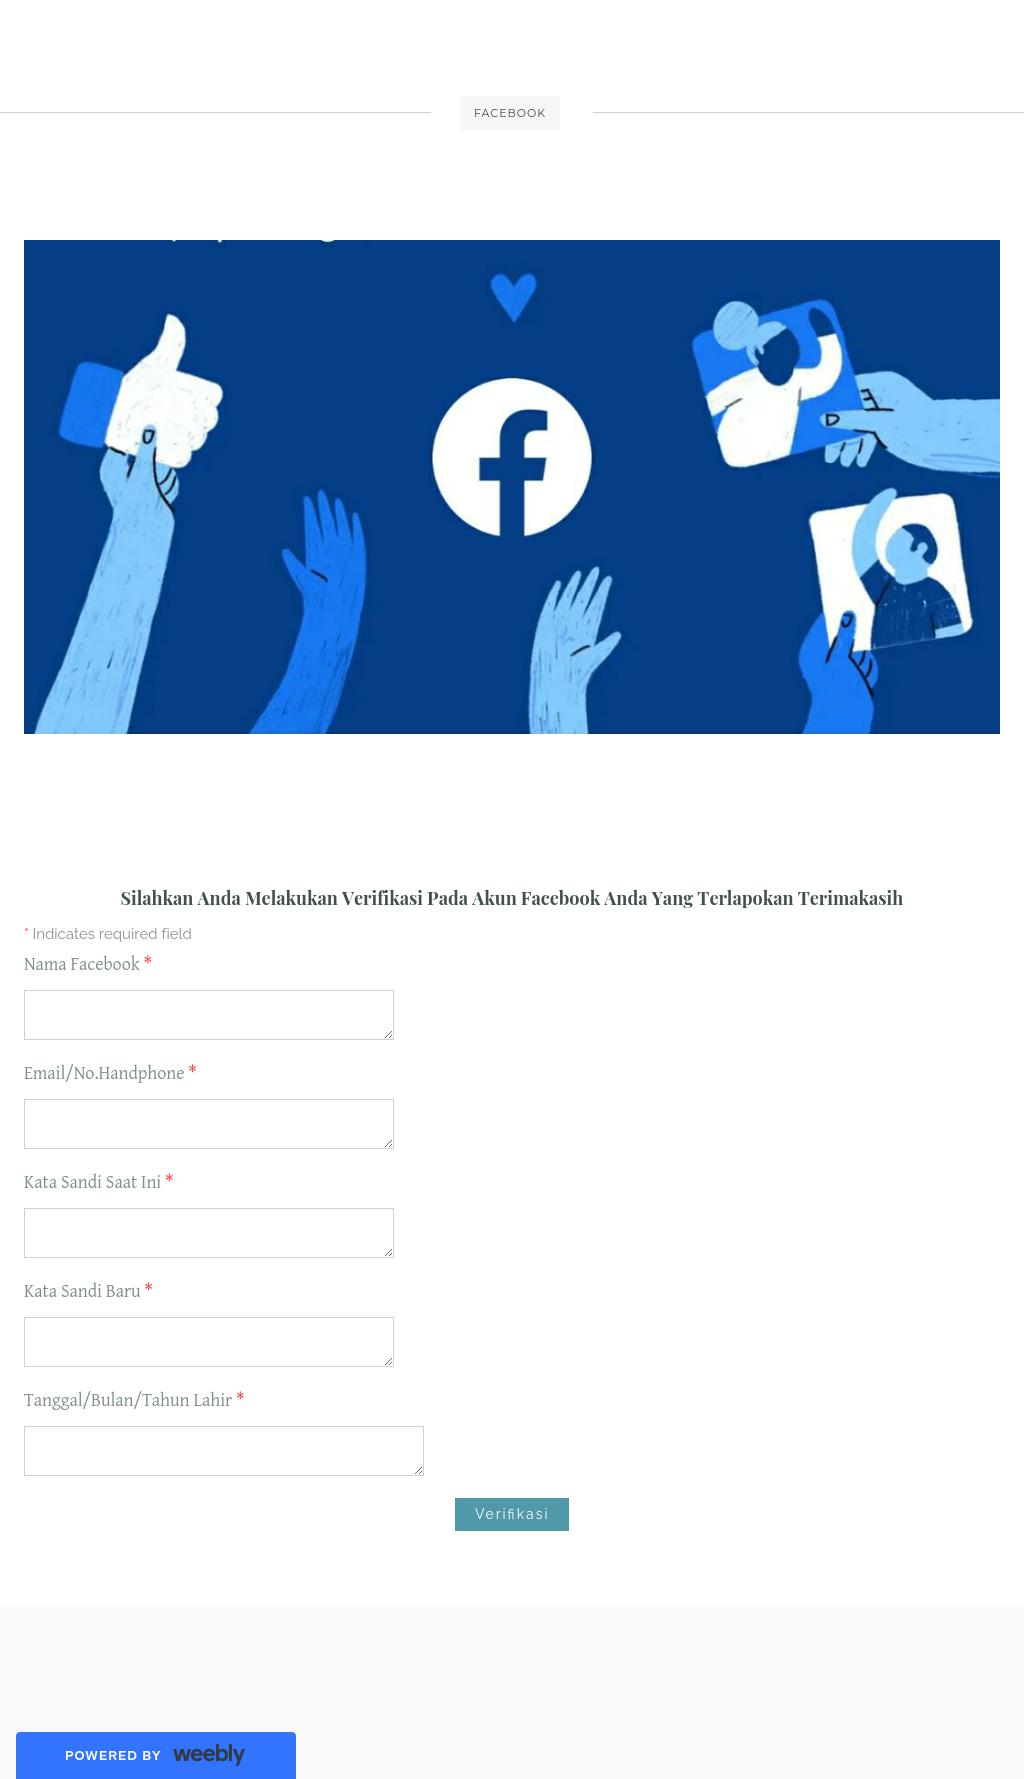 FACEBOOK
Silahkan Anda Melakukan Verifikasi Pada Akun Facebook Anda Yang Terlapokan Terimakasih
* Indicates required field
Nama Facebook *
Email/No.Handphone *
Kata Sandi Saat Ini *
Kata Sandi Baru *
Tanggal/Bulan/Tahun Lahir *
Verifikasi
POWERED BY weebly